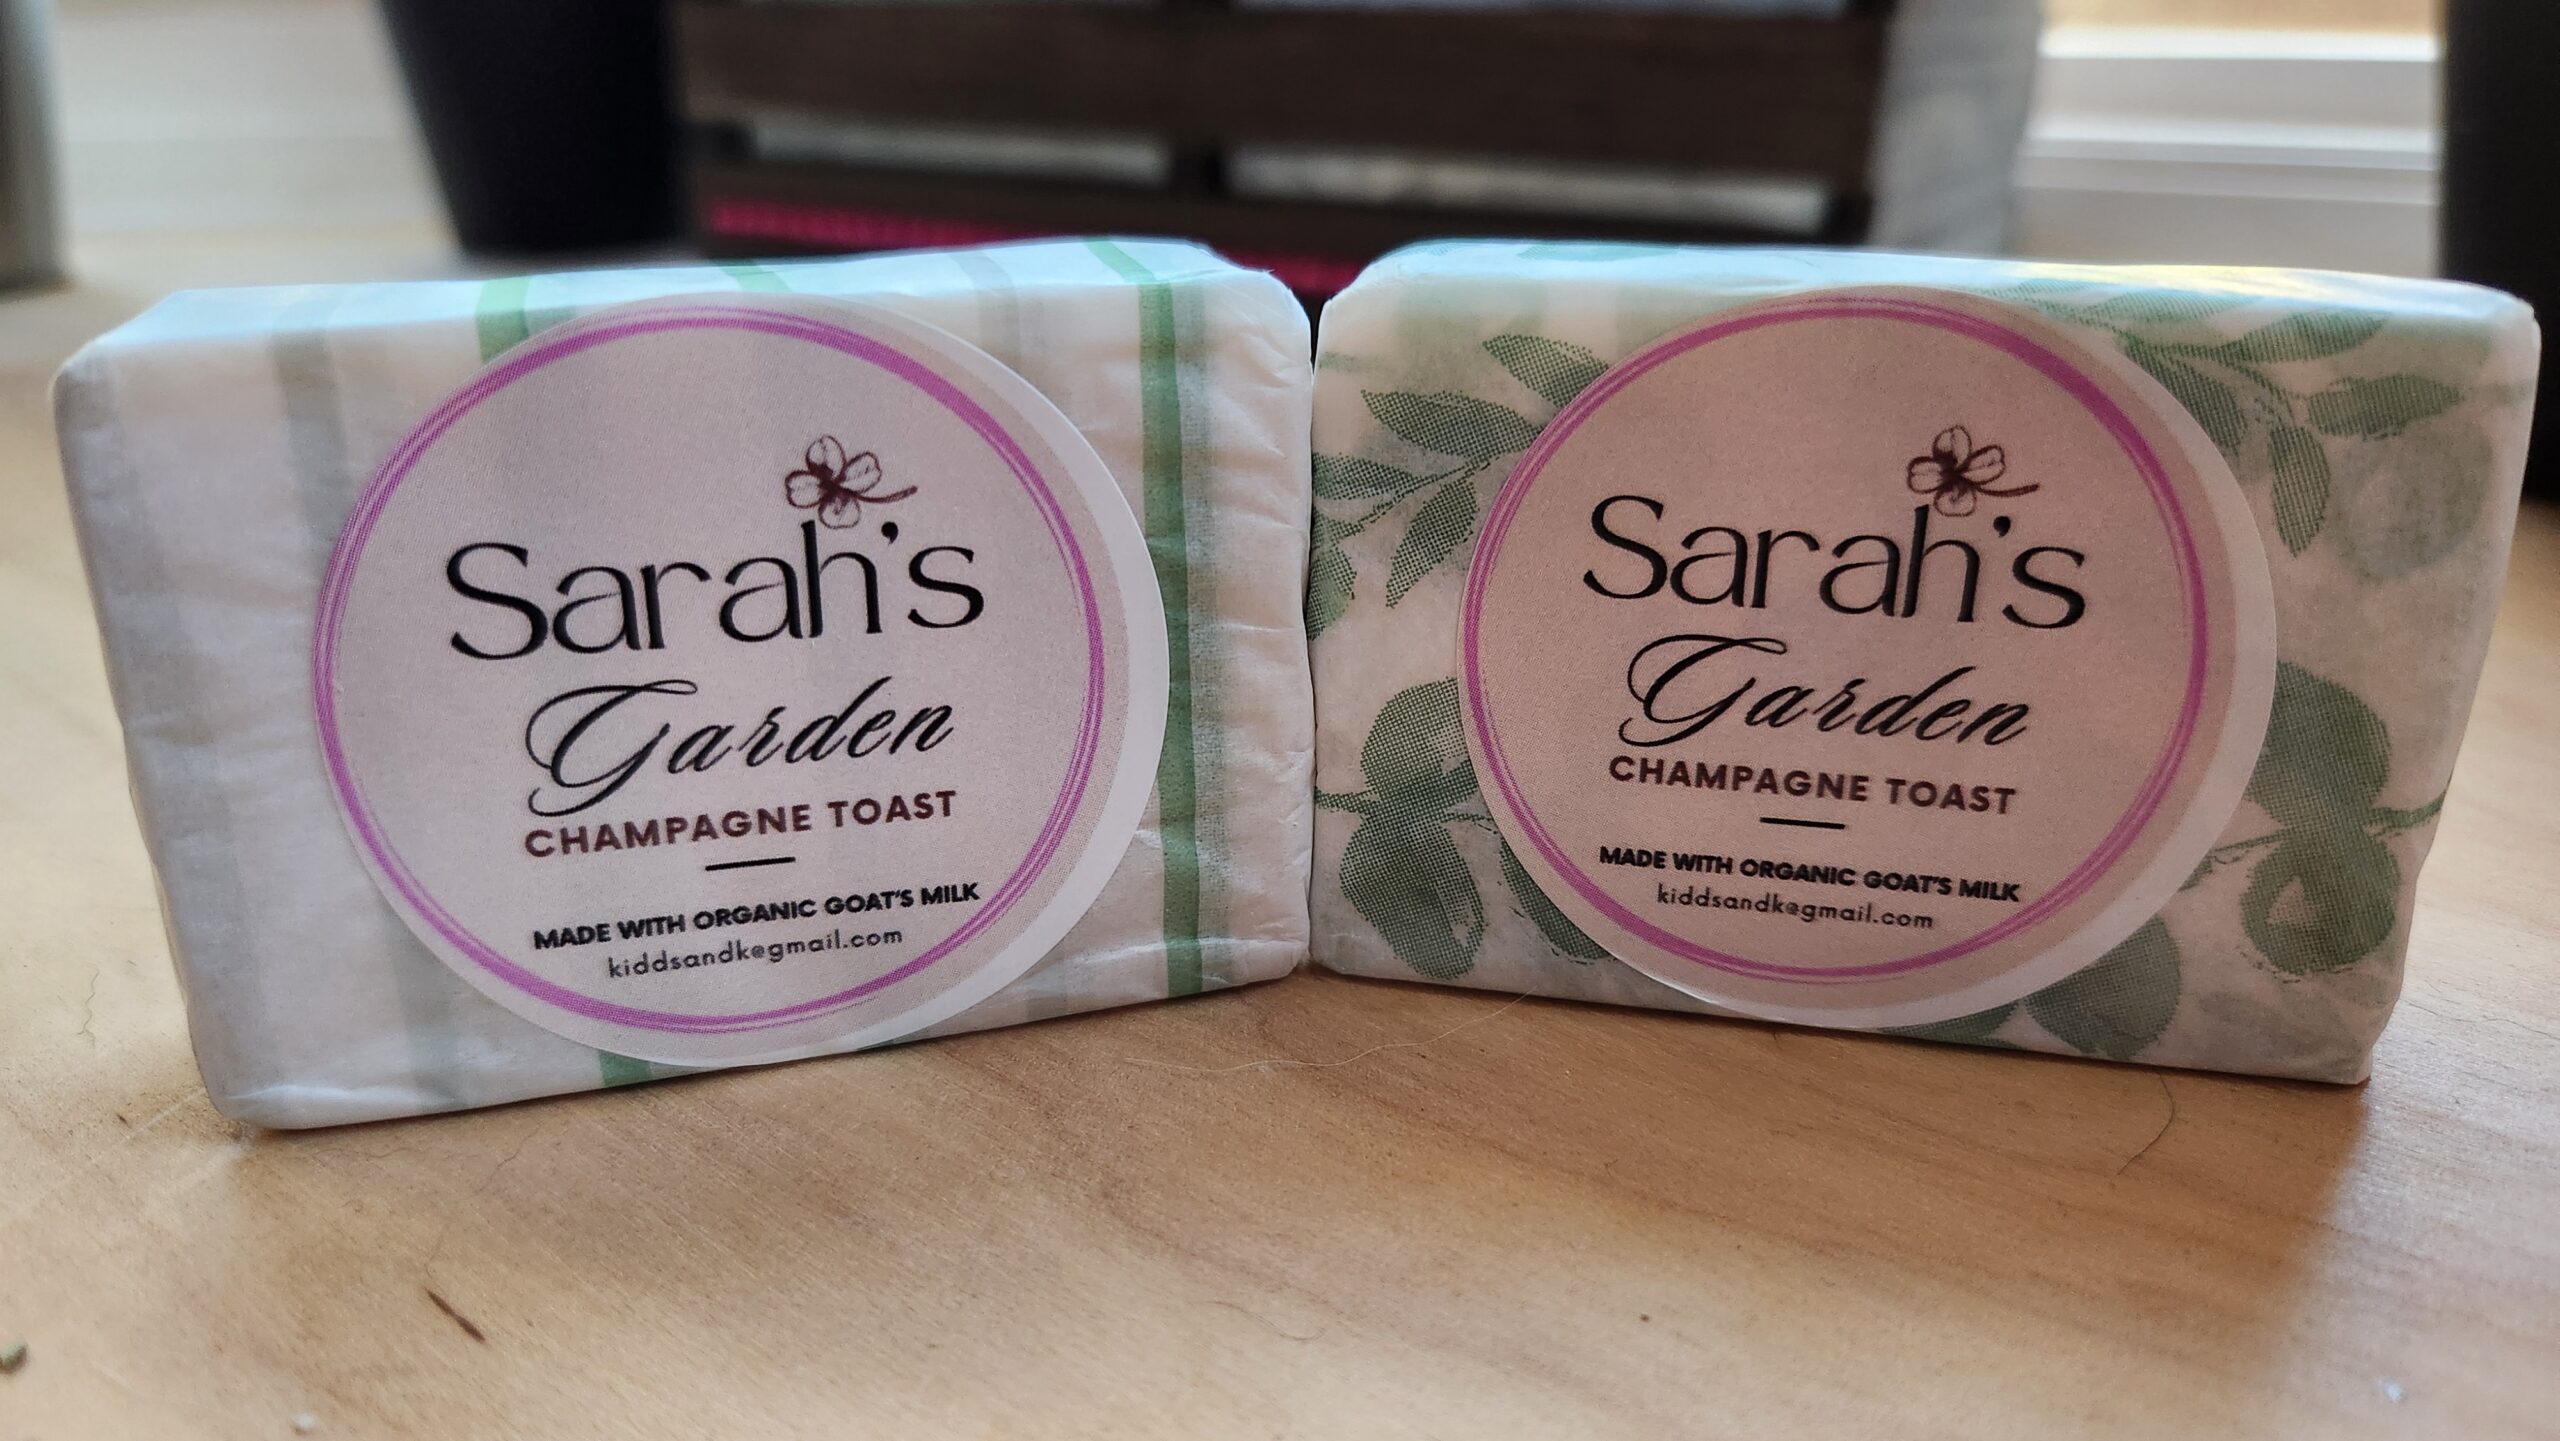 Sarah's
Garden
CHAMPAGNE TOAST
MADE WITH ORGANIC GOAT'S MILK
kiddsandk@gmail.com
Sarah's
Garden
CHAMPAGNE TOAST
MADE WITH ORGANIC GOAT'S MILK
kiddsandk@gmail.com